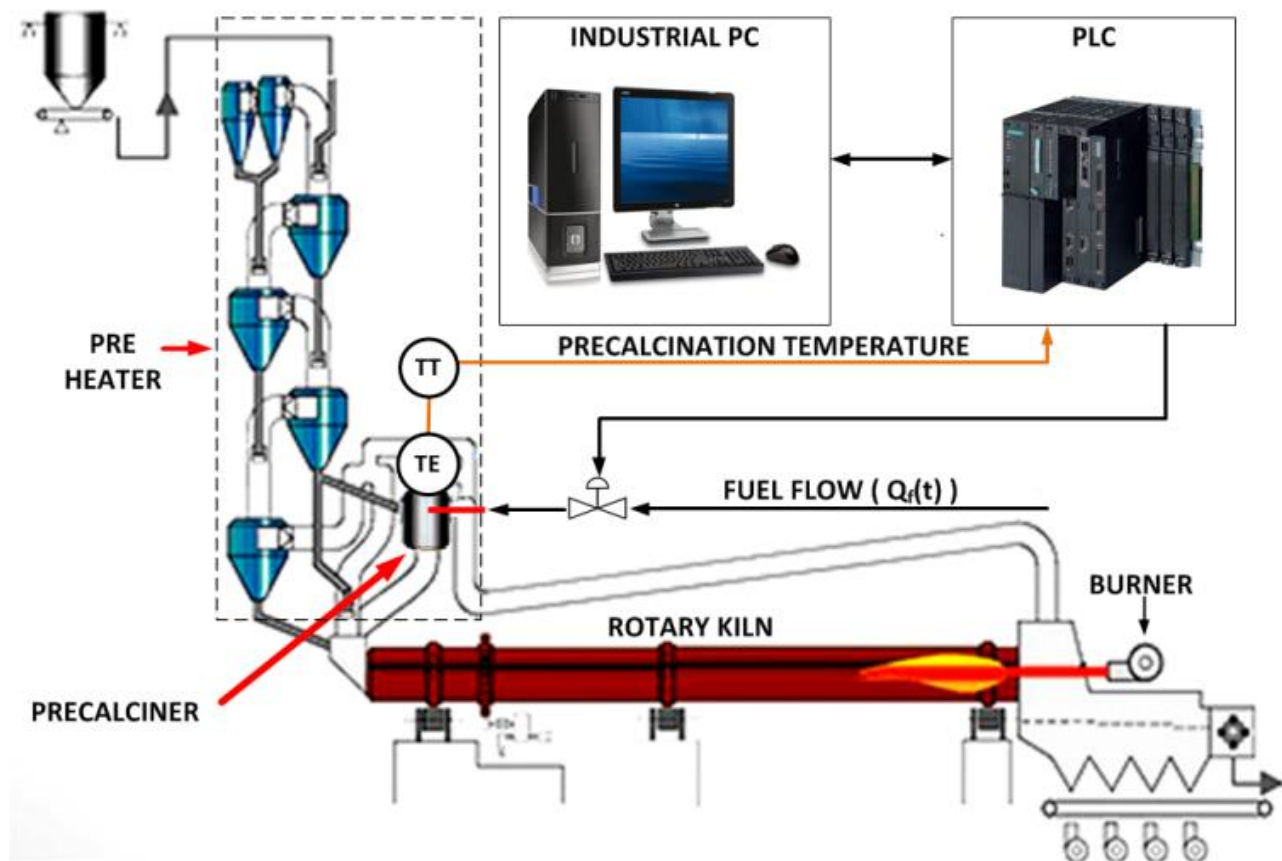 INDUSTRIAL PC
PLC
PRE
HEATER
TT
PRECALCINATION TEMPERATURE
TE
FUEL FLOW ( Qf(t) )
BURNER
ROTARY KILN
PRECALCINER